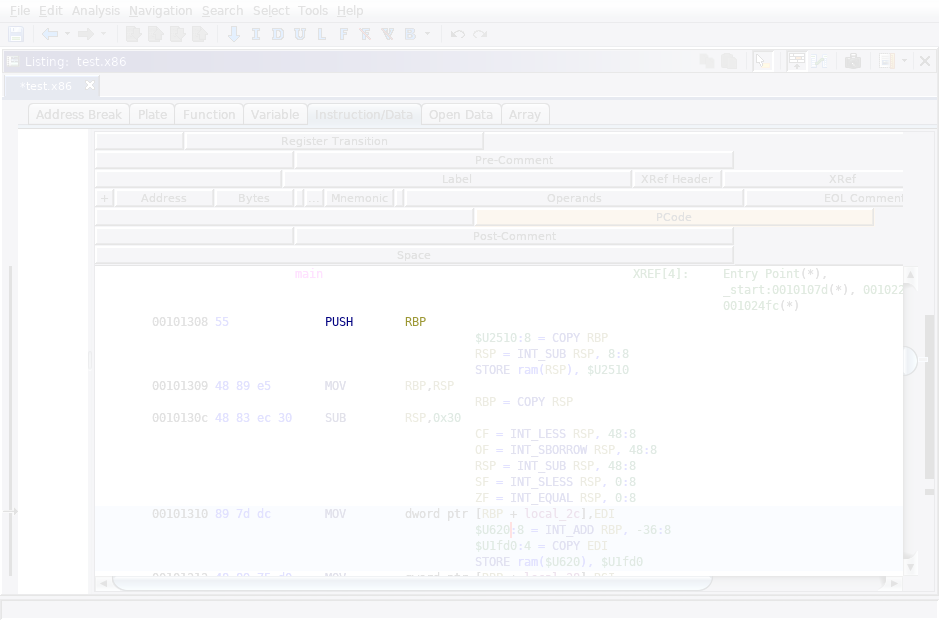 File Edit Analysis Navigation Search Select Tools Help
I D U L F B
Listing: test.x86
*test.x86
Address Break Plate Function Variable Instruction/Data Open Data Array
Register Transition
Pre-Comment
Label XRef Header XRef
+ Address Bytes ... Mnemonic Operands EOL Comment
PCode
Post-Comment
Space
main XREF[4]: Entry Point(*),
_start:0010107d(*), 001022
001024fc(*)
00101308 55 PUSH RBP
$U2510:8 = COPY RBP
RSP = INT_SUB RSP, 8:8
STORE ram(RSP), $U2510
00101309 48 89 e5 MOV RBP,RSP
RBP = COPY RSP
0010130c 48 83 ec 30 SUB RSP,0x30
CF = INT_LESS RSP, 48:8
OF = INT_SBORROW RSP, 48:8
RSP = INT_SUB RSP, 48:8
SF = INT_SLESS RSP, 0:8
ZF = INT_EQUAL RSP, 0:8
00101310 89 7d dc MOV dword ptr [RBP + local_2c],EDI
$U620:8 = INT_ADD RBP, -36:8
$U1fd0:4 = COPY EDI
STORE ram($U620), $U1fd0